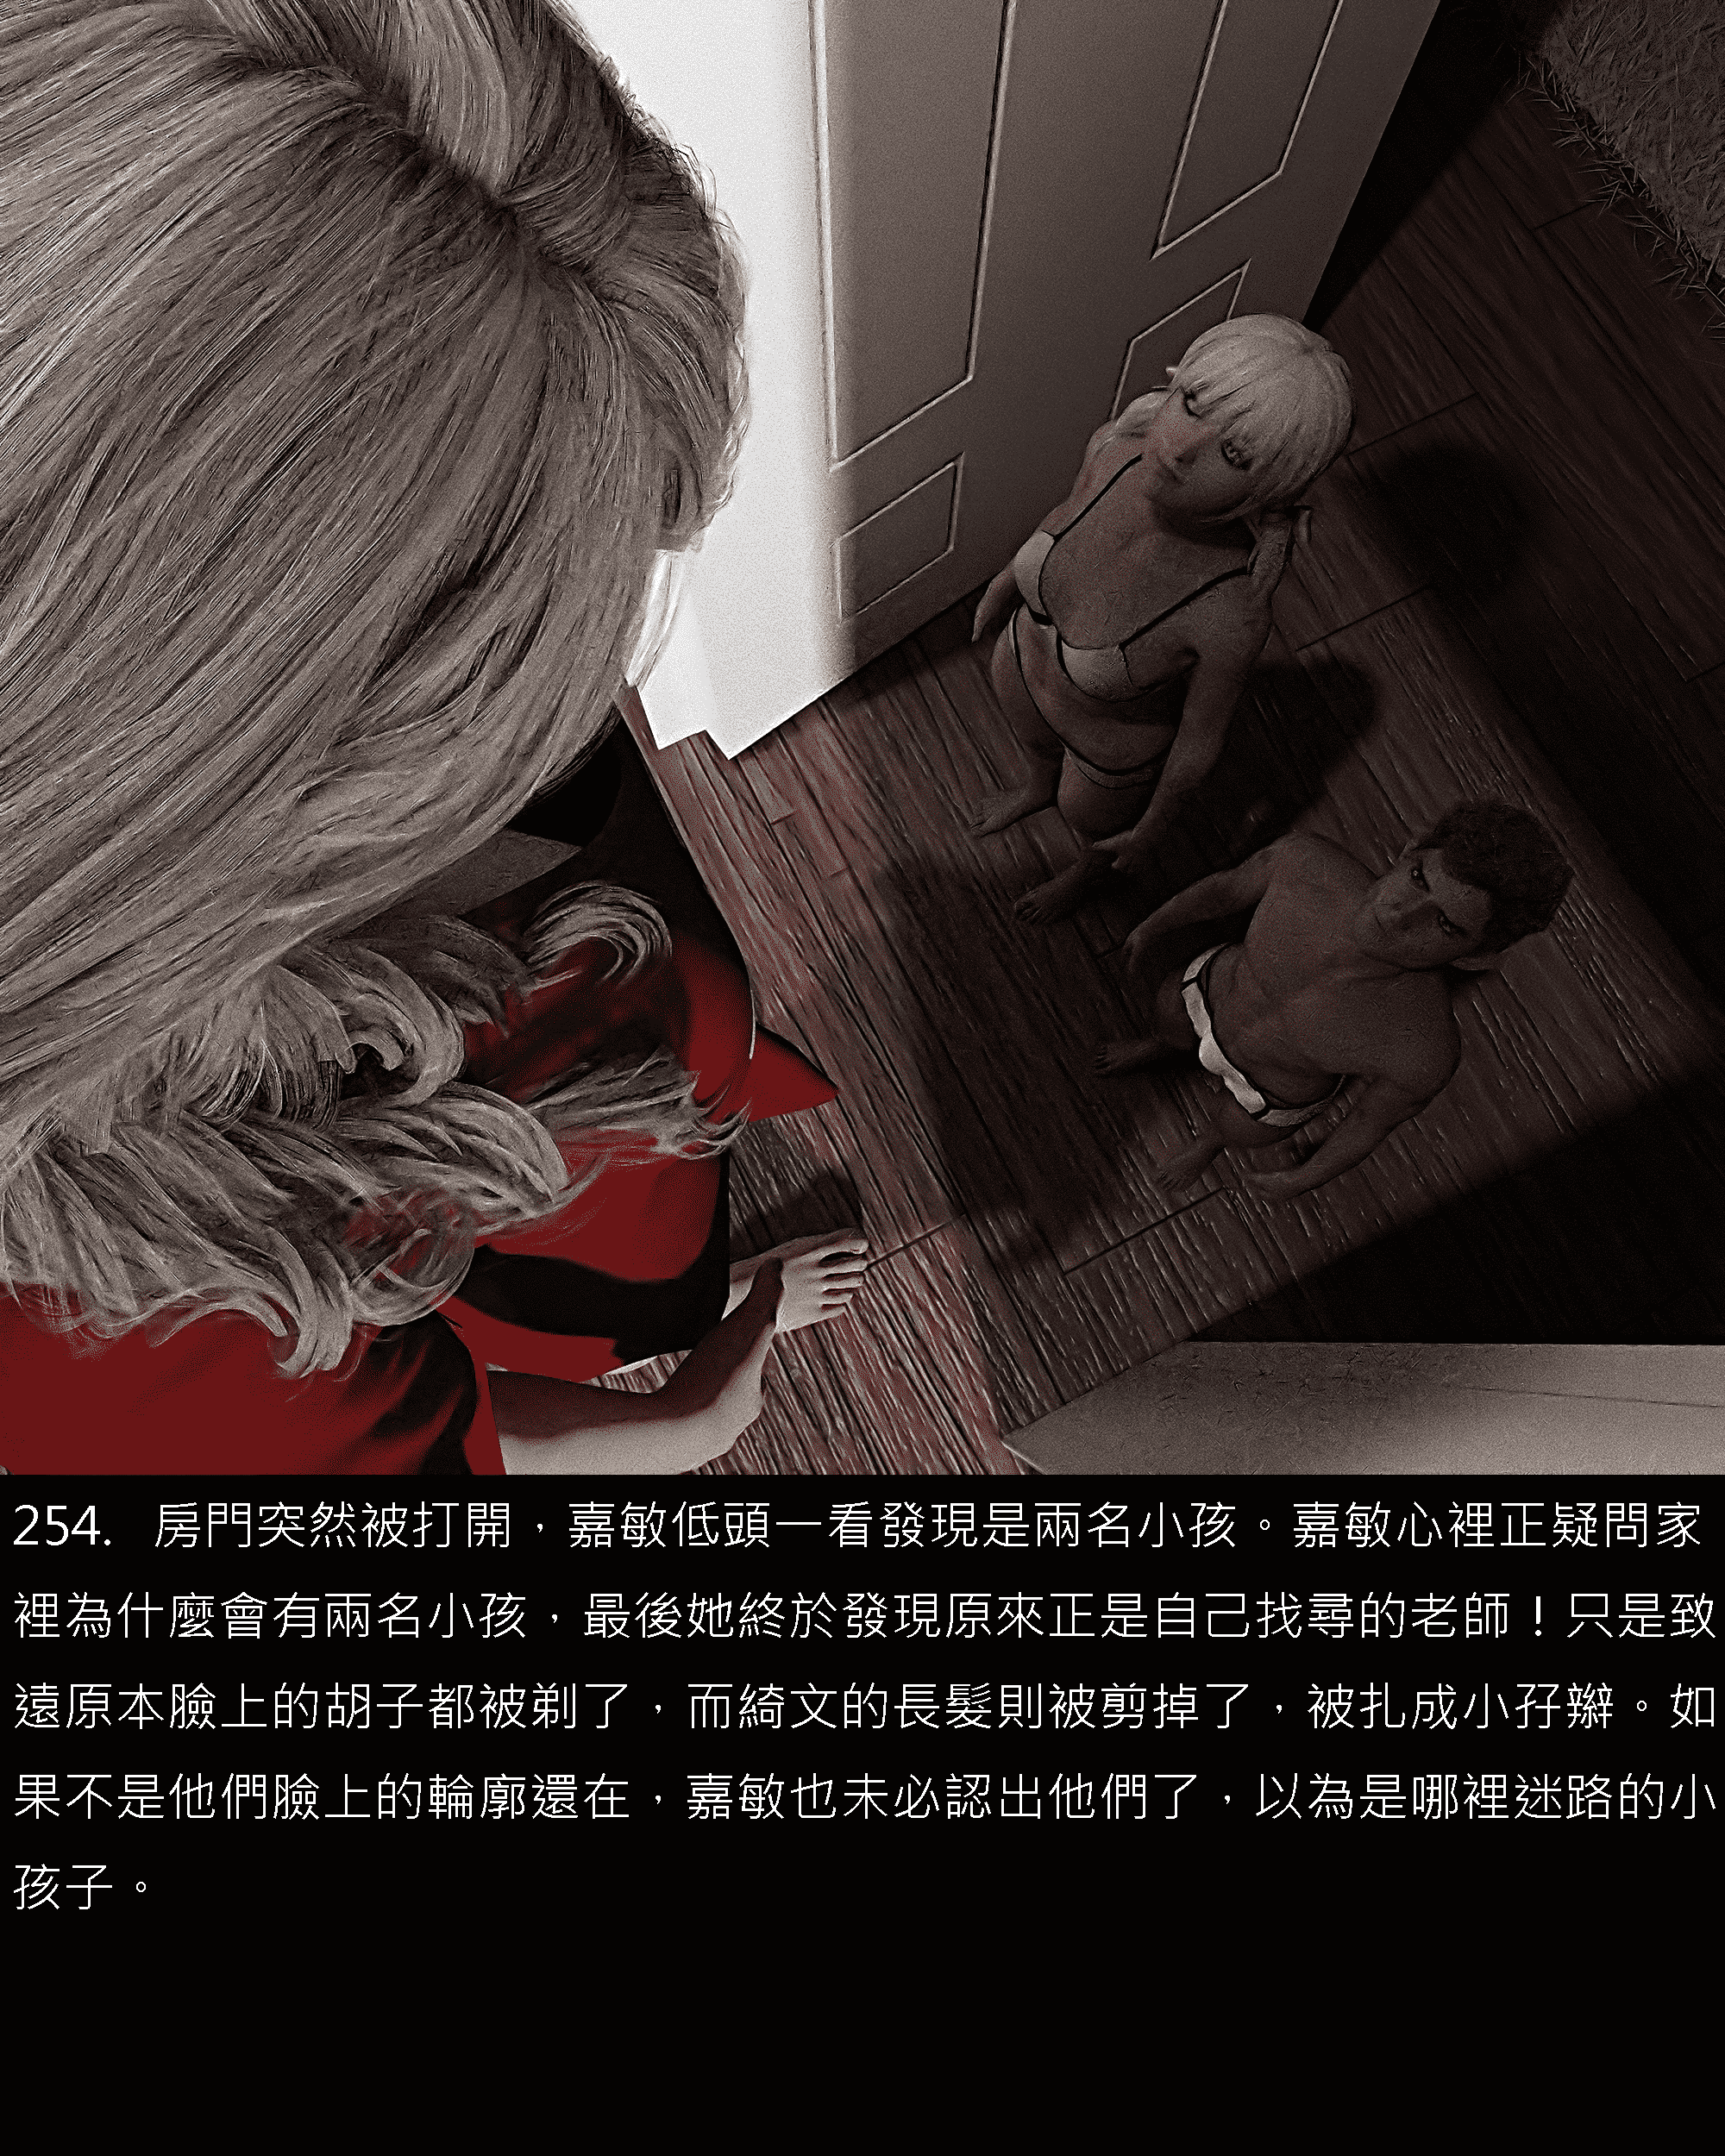 254. 房門突然被打開，嘉敏低頭一看發現是兩名小孩。嘉敏心裡正疑問家
裡為什麼會有兩名小孩，最後她終於發現原來正是自己找尋的老師！只是致
遠原本臉上的胡子都被剃了，而綺文的長髮則被剪掉了，被扎成小孖辮。如
果不是他們臉上的輪廓還在，嘉敏也未必認出他們了，以為是哪裡迷路的小
孩子。